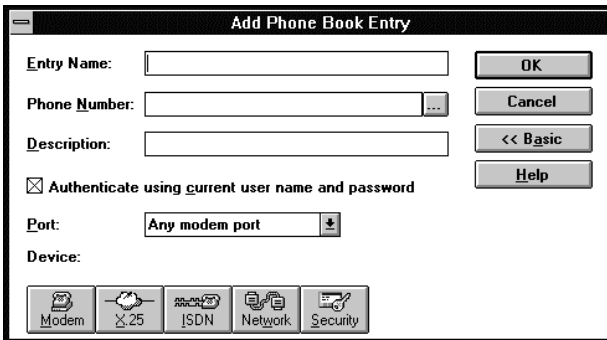 Add Phone Book Entry
Entry Name:
OK
Phone Number:
...
Cancel
Description:
<< Basic
Authenticate using current user name and password
Help
Port:
Any modem port
Device:
Modem
X.25
ISDN
Network
Security